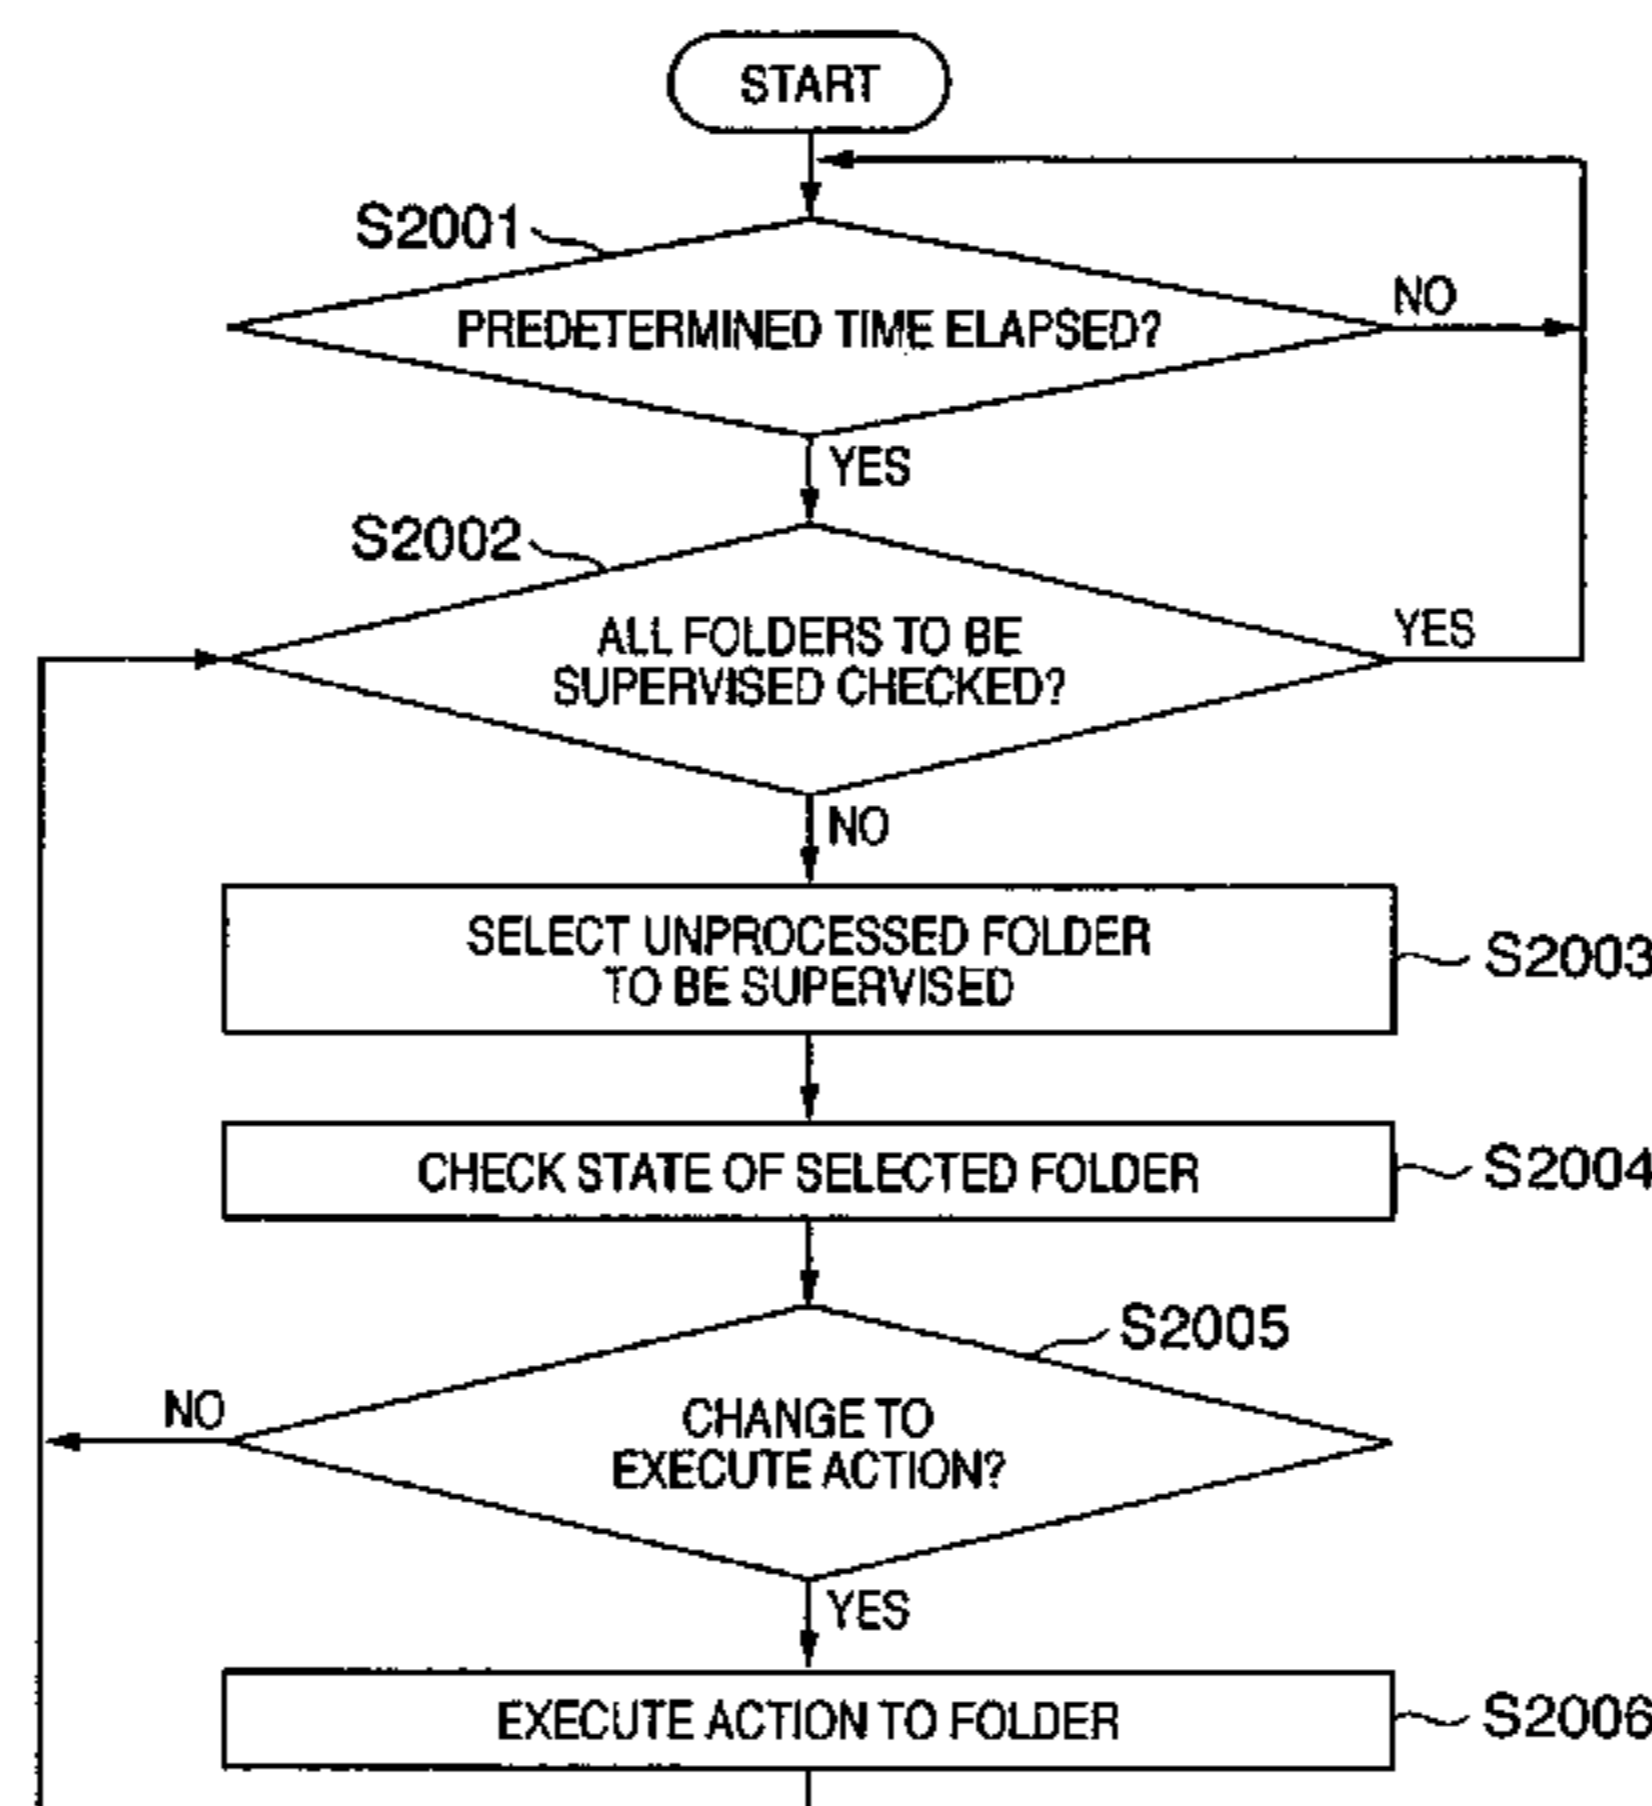 START
S2001
NO
PREDETERMINED TIME ELAPSED?
YES
S2002
YES
ALL FOLDERS TO BE
SUPERVISED CHECKED?
NO
SELECT UNPROCESSED FOLDER
TO BE SUPERVISED
S2003
CHECK STATE OF SELECTED FOLDER
S2004
S2005
NO
CHANGE TO
EXECUTE ACTION?
YES
EXECUTE ACTION TO FOLDER
S2006